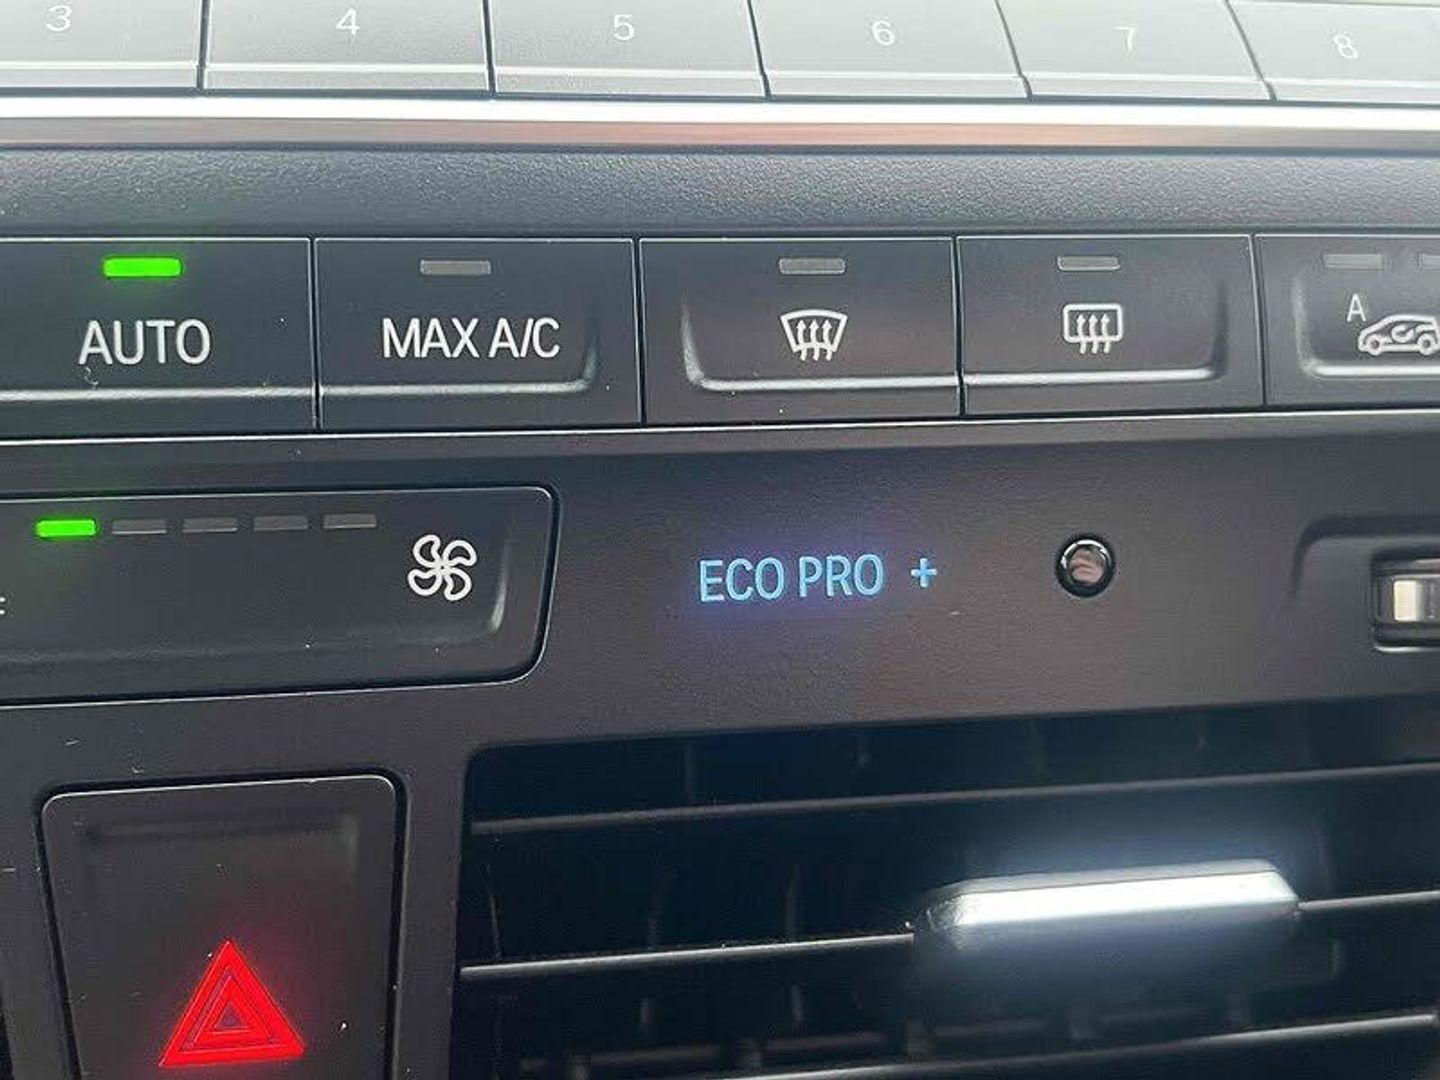 3 4 5 6 7 8
AUTO MAX A/C A
ECO PRO +